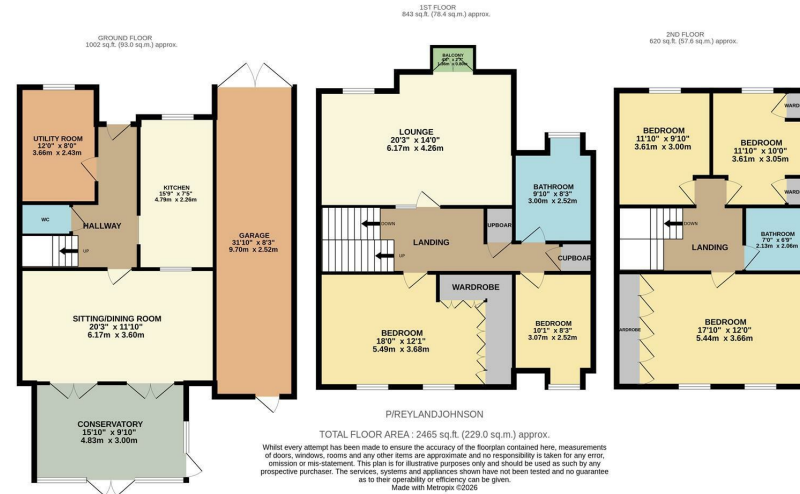 GROUND FLOOR
1002 sq.ft. (93.0 sq.m.) approx.
UTILITY ROOM
12'0" x 8'0"
3.66m x 2.43m
KITCHEN
15'9" x 7'5"
4.79m x 2.26m
WC
HALLWAY
UP
GARAGE
31'10" x 8'3"
9.70m x 2.52m
SITTING/DINING ROOM
20'3" x 11'10"
6.17m x 3.60m
CONSERVATORY
15'10" x 9'10"
4.83m x 3.00m
1ST FLOOR
843 sq.ft. (78.4 sq.m.) approx.
BALCONY
LOUNGE
20'3" x 14'0"
6.17m x 4.26m
BATHROOM
9'10" x 8'3"
3.00m x 2.52m
DOWN
LANDING
UP
UPBOAR
CUPBOAR
WARDROBE
BEDROOM
18'0" x 12'1"
5.49m x 3.68m
BEDROOM
10'1" x 8'3"
3.07m x 2.52m
2ND FLOOR
620 sq.ft. (57.6 sq.m.) approx.
BEDROOM
11'10" x 9'10"
3.61m x 3.00m
BEDROOM
11'10" x 10'0"
3.61m x 3.05m
WARD
WARD
DOWN
LANDING
BATHROOM
7'0" x 6'9"
2.13m x 2.06m
ARDROBE
BEDROOM
17'10" x 12'0"
5.44m x 3.66m
P/REYLANDJOHNSON
TOTAL FLOOR AREA : 2465 sq.ft. (229.0 sq.m.) approx.
Whilst every attempt has been made to ensure the accuracy of the floorplan contained here, measurements
of doors, windows, rooms and any other items are approximate and no responsibility is taken for any error,
omission or mis-statement. This plan is for illustrative purposes only and should be used as such by any
prospective purchaser. The services, systems and appliances shown have not been tested and no guarantee
as to their operability or efficiency can be given.
Made with Metropix ©2026